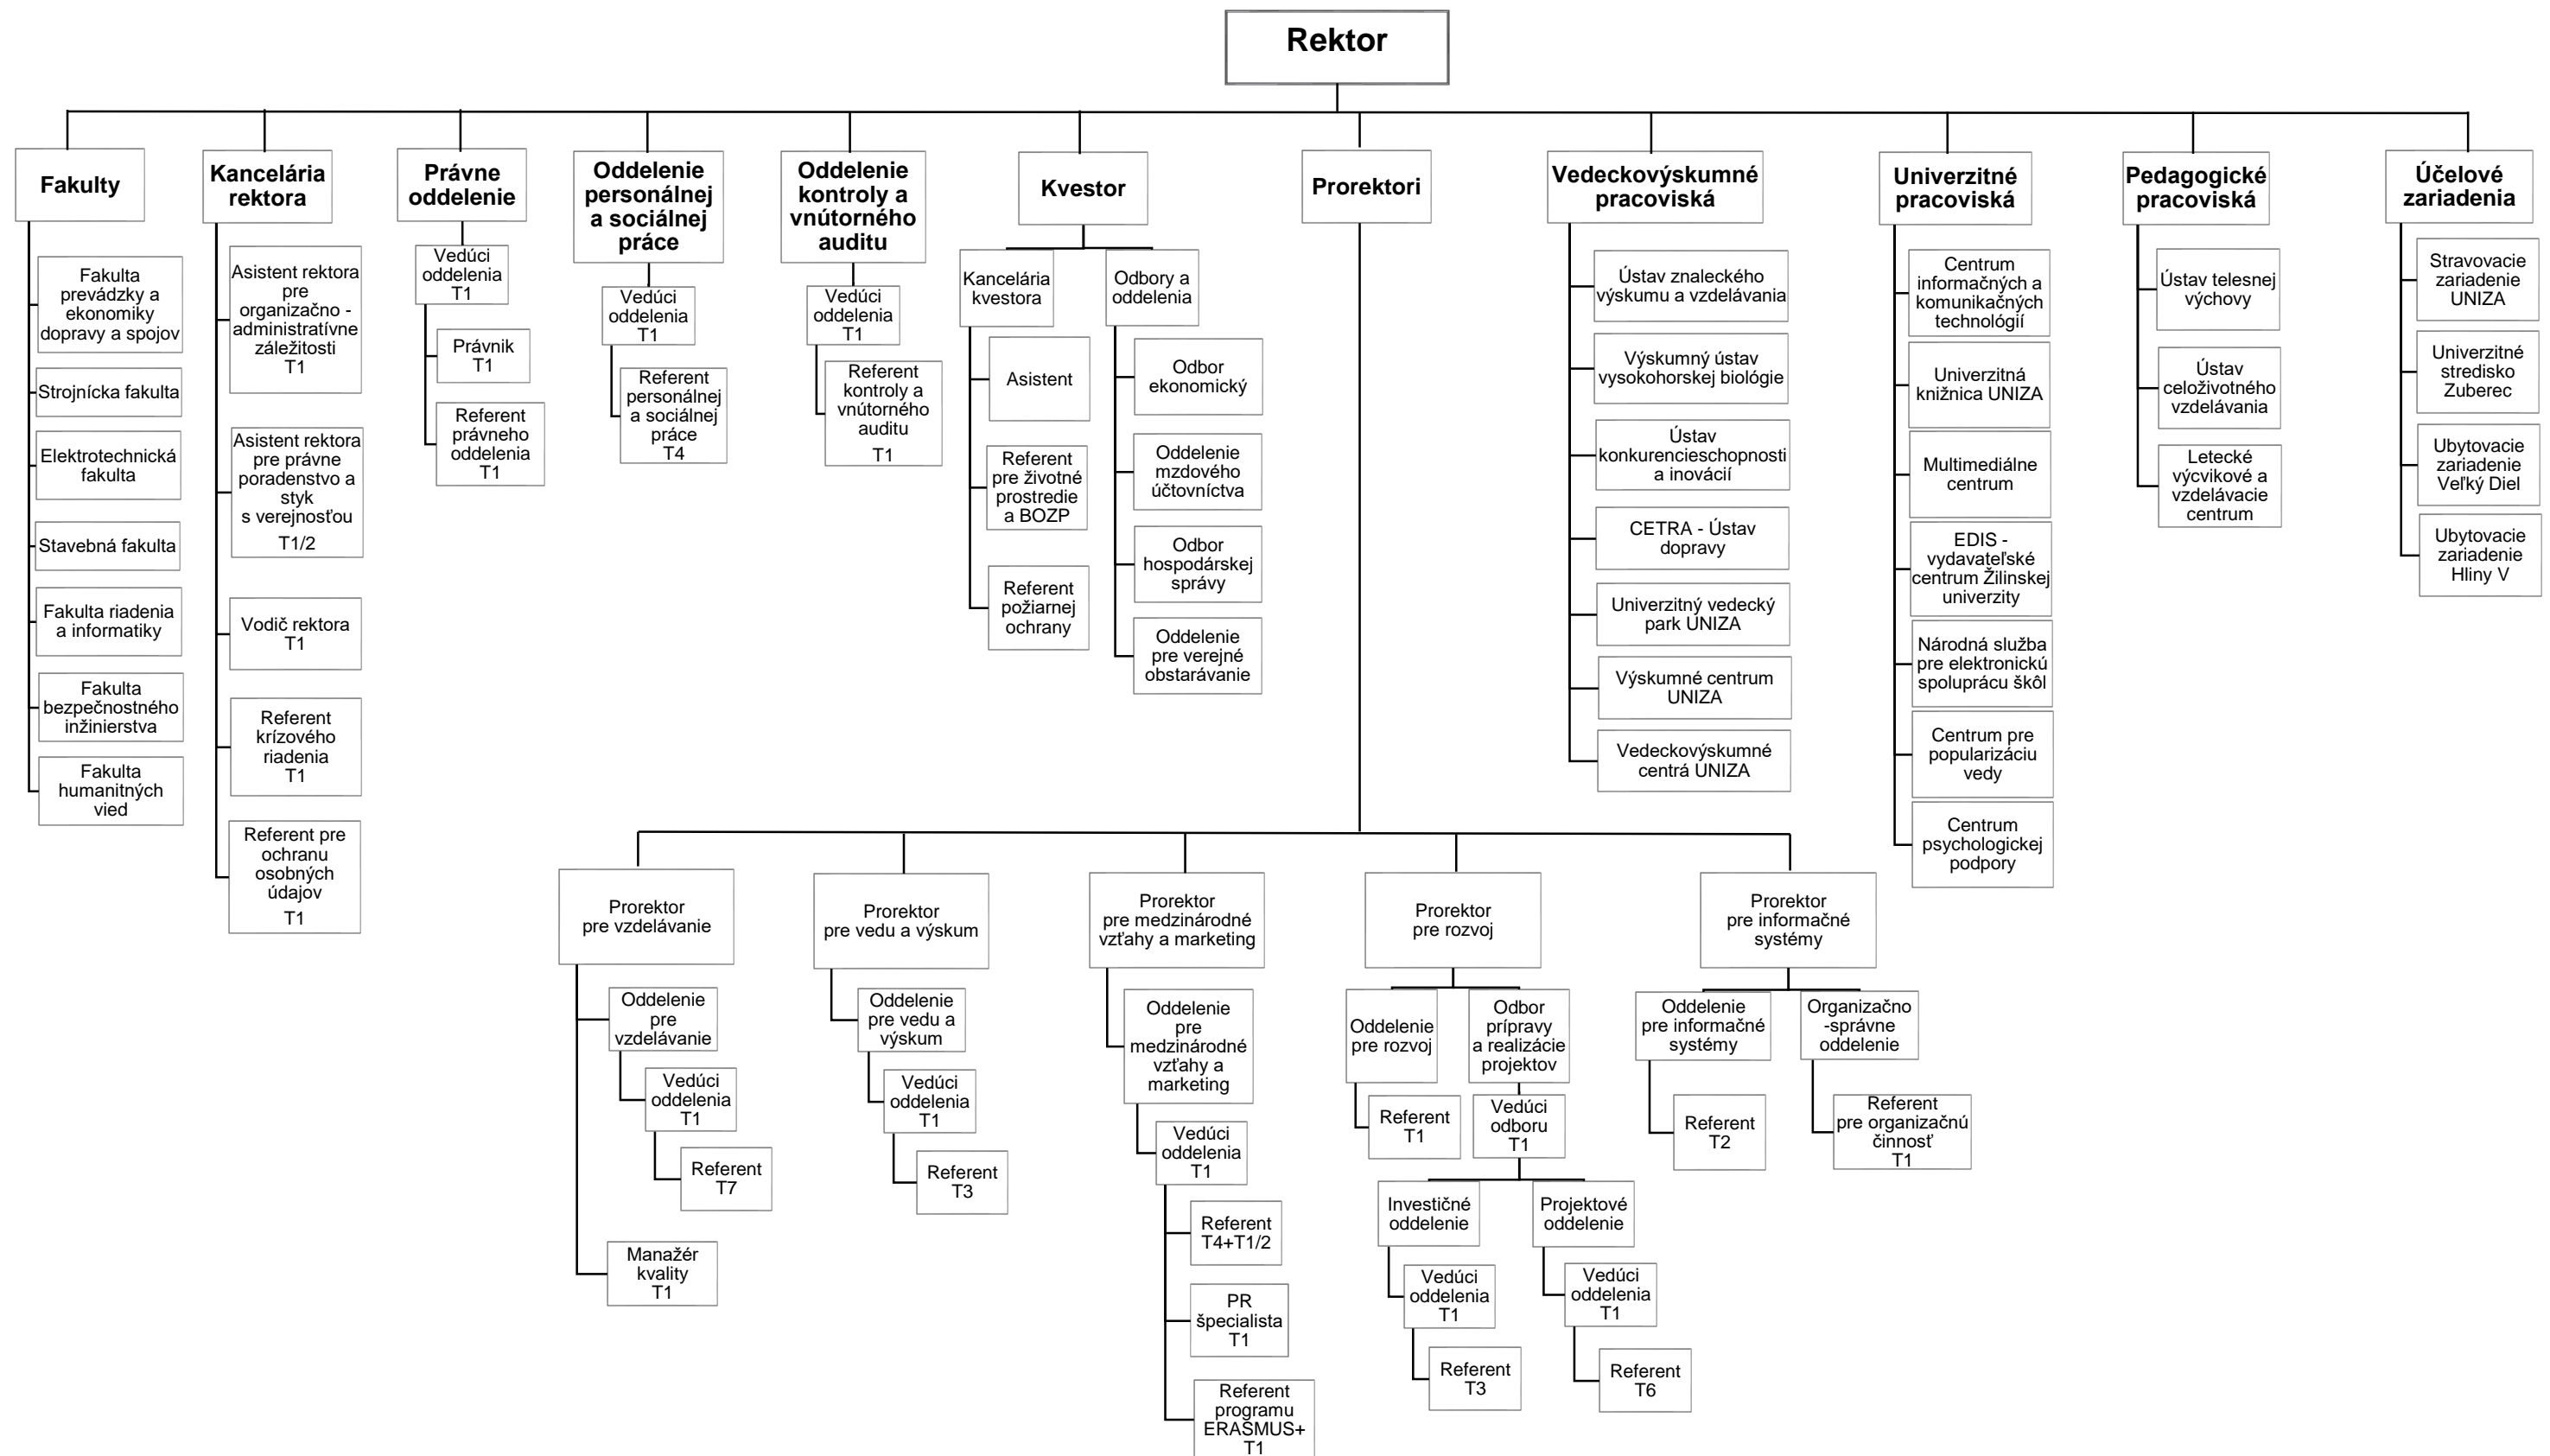 Rektor
Fakulty
Fakulta
prevádzky a
ekonomiky
dopravy a spojov
Strojnícka fakulta
Elektrotechnická
fakulta
Stavebná fakulta
Fakulta riadenia
a informatiky
Fakulta
bezpečnostného
inžinierstva
Fakulta
humanitných
vied
Kancelária
rektora
Asistent rektora
pre
organizačno -
administratívne
záležitosti
T1
Asistent rektora
pre právne
poradenstvo a
styk
s verejnosťou
T1/2
Vodič rektora
T1
Referent
krízového
riadenia
T1
Referent pre
ochranu
osobných
údajov
T1
Právne
oddelenie
Vedúci
oddelenia
T1
Právnik
T1
Referent
právneho
oddelenia
T1
Oddelenie
personálnej
a sociálnej
práce
Vedúci
oddelenia
T1
Referent
personálnej
a sociálnej
práce
T4
Oddelenie
kontroly a
vnútorného
auditu
Vedúci
oddelenia
T1
Referent
kontroly a
vnútorného
auditu
T1
Kvestor
Kancelária
kvestora
Asistent
Referent
pre životné
prostredie
a BOZP
Referent
požiarnej
ochrany
Odbory a
oddelenia
Odbor
ekonomický
Oddelenie
mzdového
účtovníctva
Odbor
hospodárskej
správy
Oddelenie
pre verejné
obstarávanie
Prorektori
Prorektor
pre vzdelávanie
Oddelenie
pre
vzdelávanie
Vedúci
oddelenia
T1
Referent
T7
Manažér
kvality
T1
Prorektor
pre vedu a výskum
Oddelenie
pre vedu a
výskum
Vedúci
oddelenia
T1
Referent
T3
Prorektor
pre medzinárodné
vzťahy a marketing
Oddelenie
pre
medzinárodné
vzťahy a
marketing
Vedúci
oddelenia
T1
Referent
T4+T1/2
PR
špecialista
T1
Referent
programu
ERASMUS+
T1
Prorektor
pre rozvoj
Oddelenie
pre rozvoj
Referent
T1
Odbor
prípravy
a realizácie
projektov
Vedúci
odboru
T1
Investičné
oddelenie
Vedúci
oddelenia
T1
Referent
T3
Projektové
oddelenie
Vedúci
oddelenia
T1
Referent
T6
Prorektor
pre informačné
systémy
Oddelenie
pre informačné
systémy
Referent
T2
Organizačno
-správne
oddelenie
Referent
pre organizačnú
činnosť
T1
Vedeckovýskumné
pracoviská
Ústav znaleckého
výskumu a vzdelávania
Výskumný ústav
vysokohorskej biológie
Ústav
konkurencieschopnosti
a inovácií
CETRA - Ústav
dopravy
Univerzitný vedecký
park UNIZA
Výskumné centrum
UNIZA
Vedeckovýskumné
centrá UNIZA
Univerzitné
pracoviská
Centrum
informačných a
komunikačných
technológií
Univerzitná
knižnica UNIZA
Multimediálne
centrum
EDIS -
vydavateľské
centrum Žilinskej
univerzity
Národná služba
pre elektronickú
spoluprácu škôl
Centrum pre
popularizáciu
vedy
Centrum
psychologickej
podpory
Pedagogické
pracoviská
Ústav telesnej
výchovy
Ústav
celoživotného
vzdelávania
Letecké
výcvikové a
vzdelávacie
centrum
Účelové
zariadenia
Stravovacie
zariadenie
UNIZA
Univerzitné
stredisko
Zuberec
Ubytovacie
zariadenie
Veľký Diel
Ubytovacie
zariadenie
Hliny V